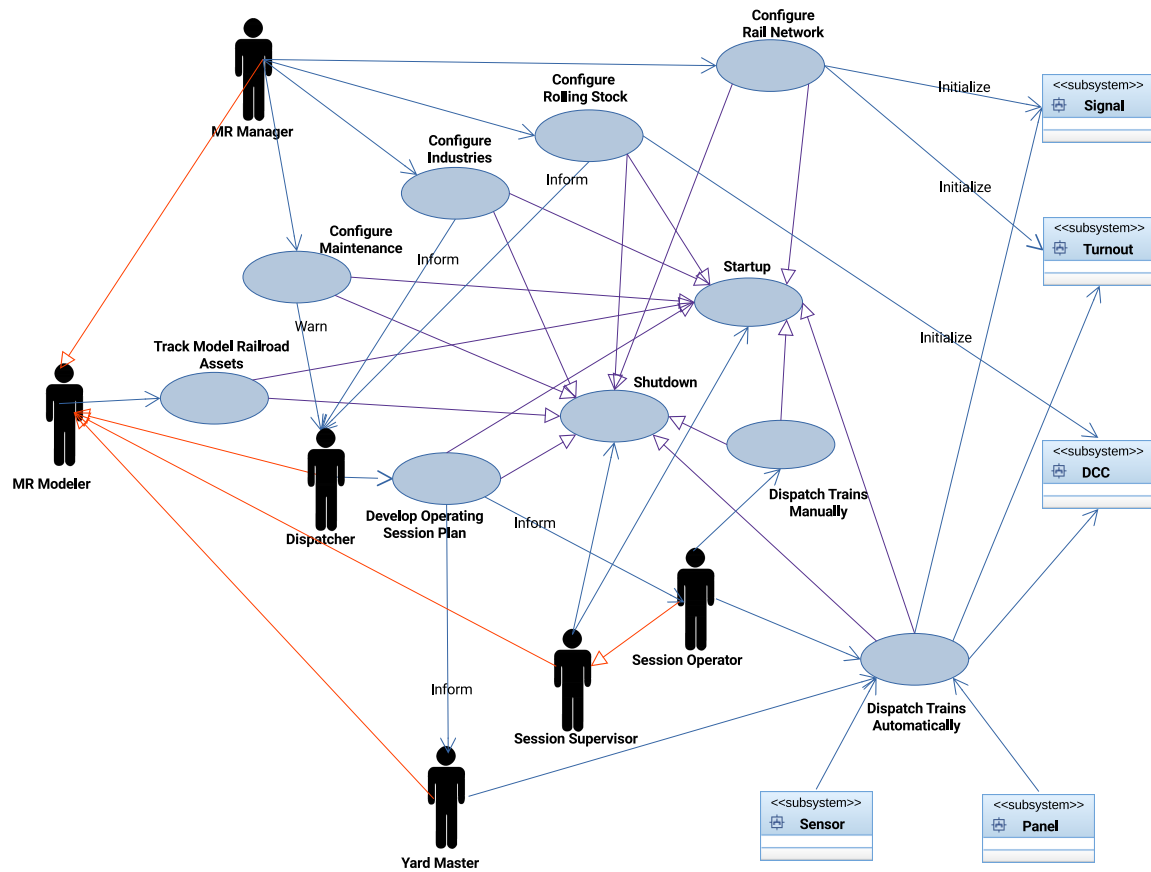 Configure
Rail Network
Configure
Rolling Stock
Initialize
<<subsystem>>
Signal
MR Manager
Configure
Industries
Inform
Initialize
Configure
Maintenance
Inform
<<subsystem>>
Turnout
Startup
Warn
Initialize
Track Model Railroad
Assets
Shutdown
<<subsystem>>
DCC
MR Modeler
Dispatcher
Develop Operating
Session Plan
Inform
Dispatch Trains
Manually
Session Operator
Inform
Session Supervisor
Dispatch Trains
Automatically
<<subsystem>>
Sensor
<<subsystem>>
Panel
Yard Master